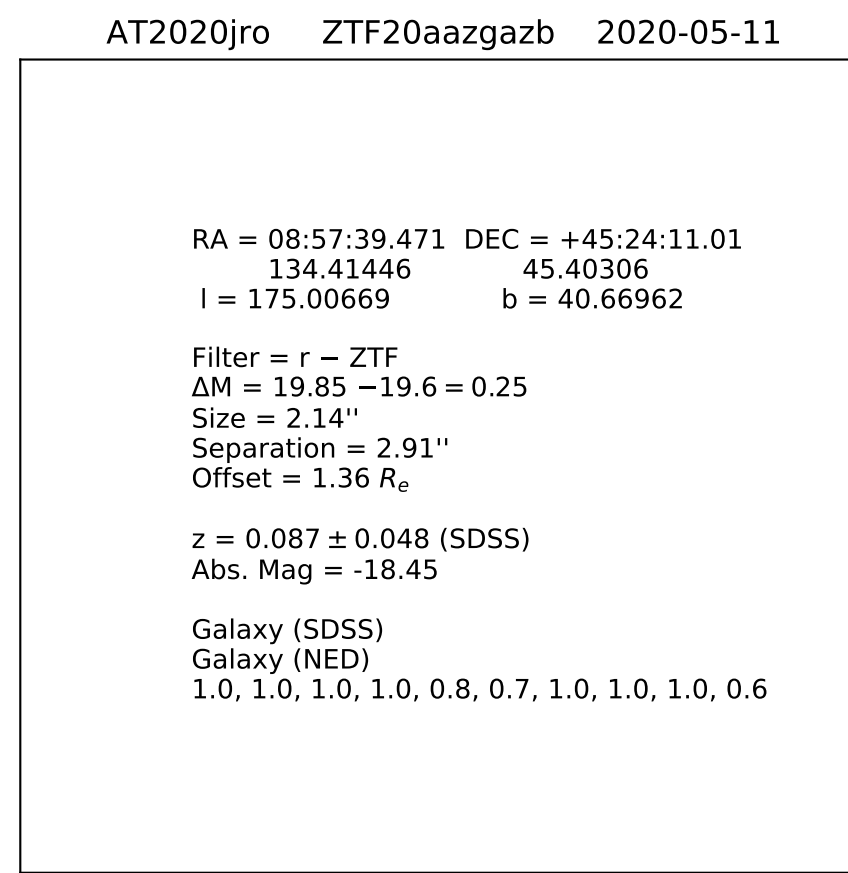 AT2020jro ZTF20aazgazb 2020-05-11
RA = 08:57:39.471 DEC = +45:24:11.01
134.41446 45.40306
l = 175.00669 b = 40.66962
Filter = r − ZTF
ΔM = 19.85 −19.6 = 0.25
Size = 2.14''
Separation = 2.91''
Offset = 1.36 Rₑ
z = 0.087 ± 0.048 (SDSS)
Abs. Mag = -18.45
Galaxy (SDSS)
Galaxy (NED)
1.0, 1.0, 1.0, 1.0, 0.8, 0.7, 1.0, 1.0, 1.0, 0.6